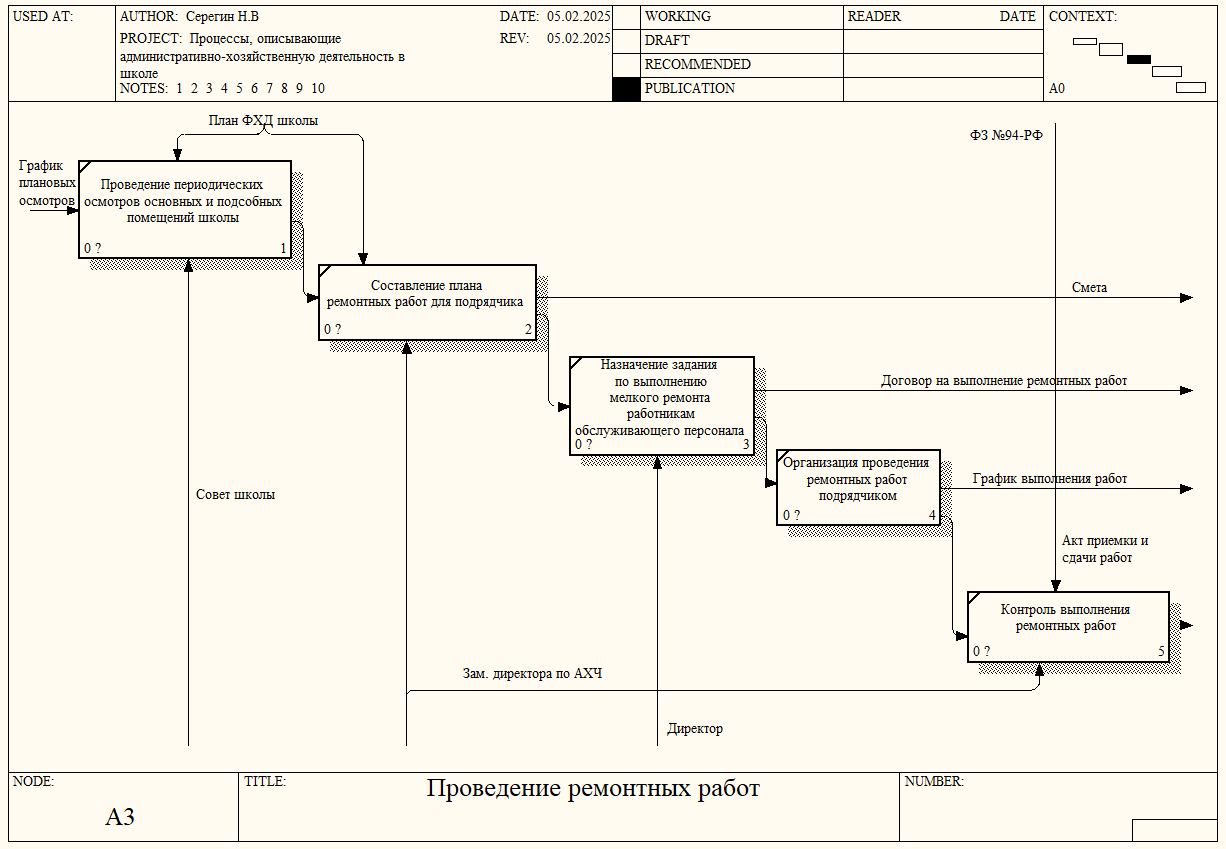 USED AT:
AUTHOR: Серегин Н.В
DATE: 05.02.2025
PROJECT: Процессы, описывающие
административно-хозяйственную деятельность в
школе
REV: 05.02.2025
NOTES: 1 2 3 4 5 6 7 8 9 10
WORKING
DRAFT
RECOMMENDED
PUBLICATION
READER DATE
CONTEXT:
A0
План ФХД школы
ФЗ №94-РФ
График
плановых
осмотров
Проведение периодических
осмотров основных и подсобных
помещений школы
0 ? 1
Составление плана
ремонтных работ для подрядчика
0 ? 2
Смета
Назначение задания
по выполнению
мелкого ремонта
работникам
обслуживающего персонала
0 ? 3
Договор на выполнение ремонтных работ
Организация проведения
ремонтных работ
подрядчиком
0 ? 4
График выполнения работ
Совет школы
Акт приемки и
сдачи работ
Контроль выполнения
ремонтных работ
0 ? 5
Зам. директора по АХЧ
Директор
NODE:
A3
TITLE:
Проведение ремонтных работ
NUMBER: